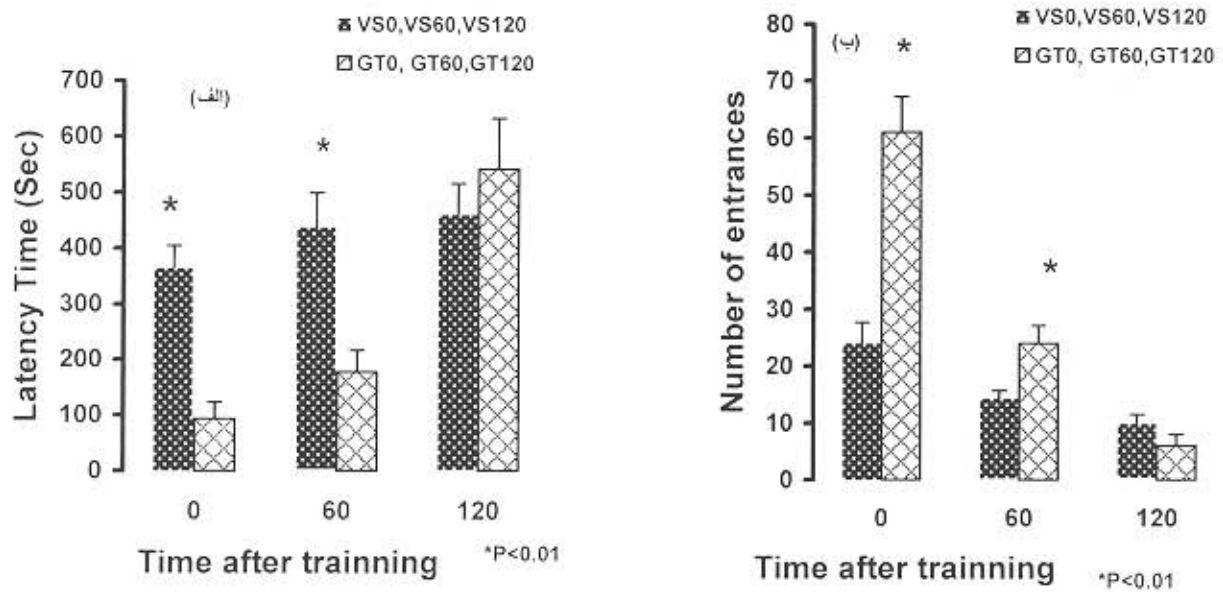 VS0,VS60,VS120
GT0, GT60,GT120
(الف)
700
600
500
400
300
200
100
0
Latency Time (Sec)
*
*
0 60 120
Time after trainning
*P<0.01
VS0,VS60,VS120
GT0, GT60,GT120
(ب)
80
70
60
50
40
30
20
10
0
Number of entrances
*
*
0 60 120
Time after trainning
*P<0.01